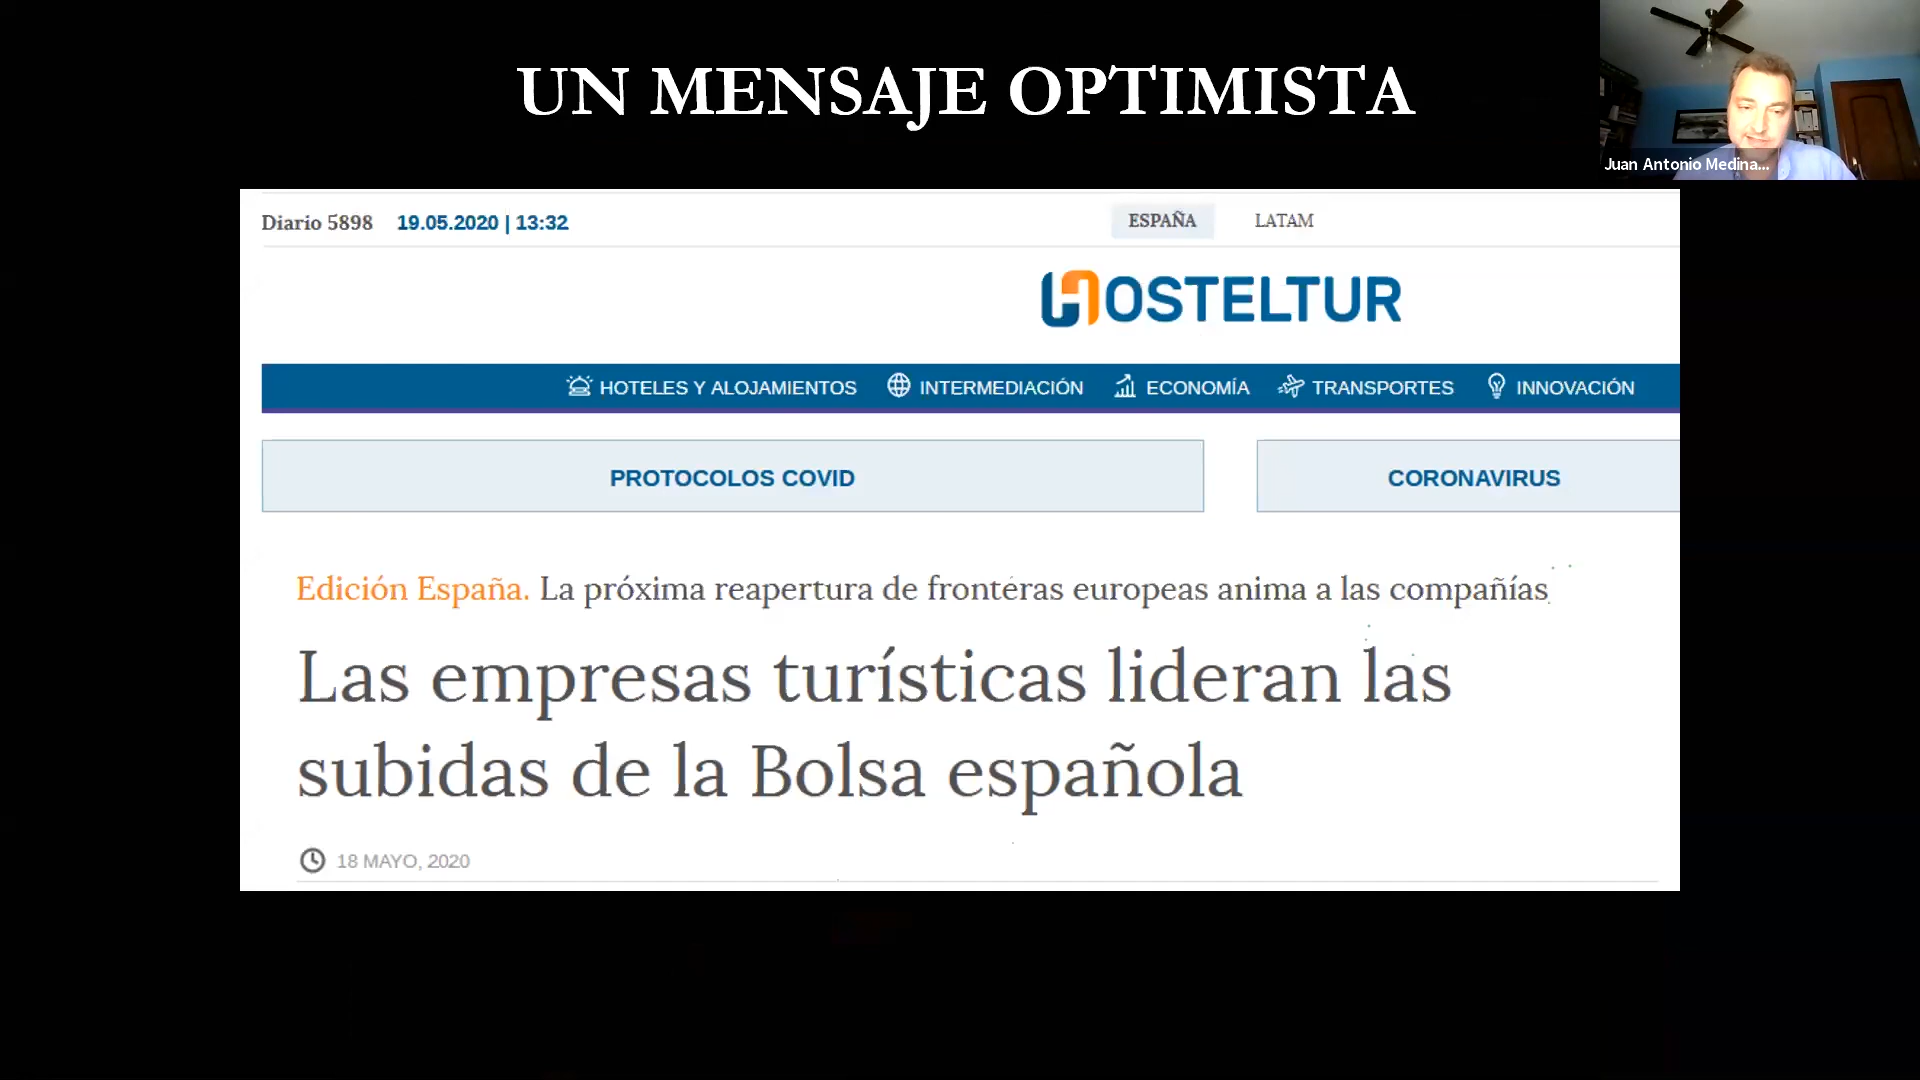 UN MENSAJE OPTIMISTA
Juan Antonio Medina...
Diario 5898 19.05.2020 | 13:32 ESPAÑA LATAM
HOSTELTUR
HOTELES Y ALOJAMIENTOS INTERMEDIACIÓN ECONOMÍA TRANSPORTES INNOVACIÓN
PROTOCOLOS COVID CORONAVIRUS
Edición España. La próxima reapertura de fronteras europeas anima a las compañías
Las empresas turísticas lideran las
subidas de la Bolsa española
18 MAYO, 2020